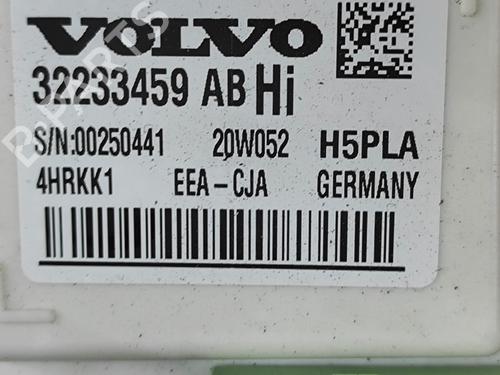 VOLVO
32233459 AB Hi
S/N:00250441 20W052 H5PLA
4HRKK1 EEA-CJA GERMANY